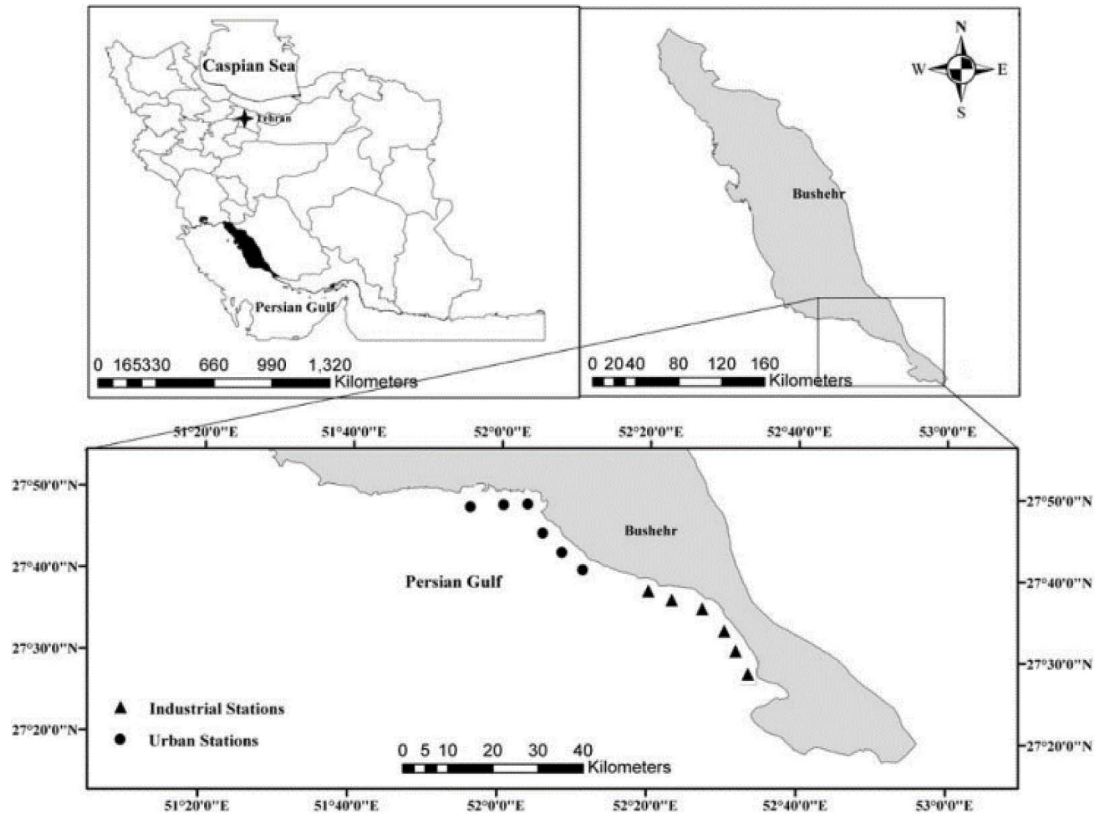 Caspian Sea
Tehran
Persian Gulf
0 165330 660 990 1,320
Kilometers
N
W E
S
Bushehr
0 2040 80 120 160
Kilometers
51°20'0"E 51°40'0"E 52°0'0"E 52°20'0"E 52°40'0"E 53°0'0"E
27°50'0"N 27°50'0"N
Bushehr
27°40'0"N Persian Gulf 27°40'0"N
27°30'0"N 27°30'0"N
Industrial Stations
27°20'0"N Urban Stations 27°20'0"N
0 5 10 20 30 40
Kilometers
51°20'0"E 51°40'0"E 52°0'0"E 52°20'0"E 52°40'0"E 53°0'0"E